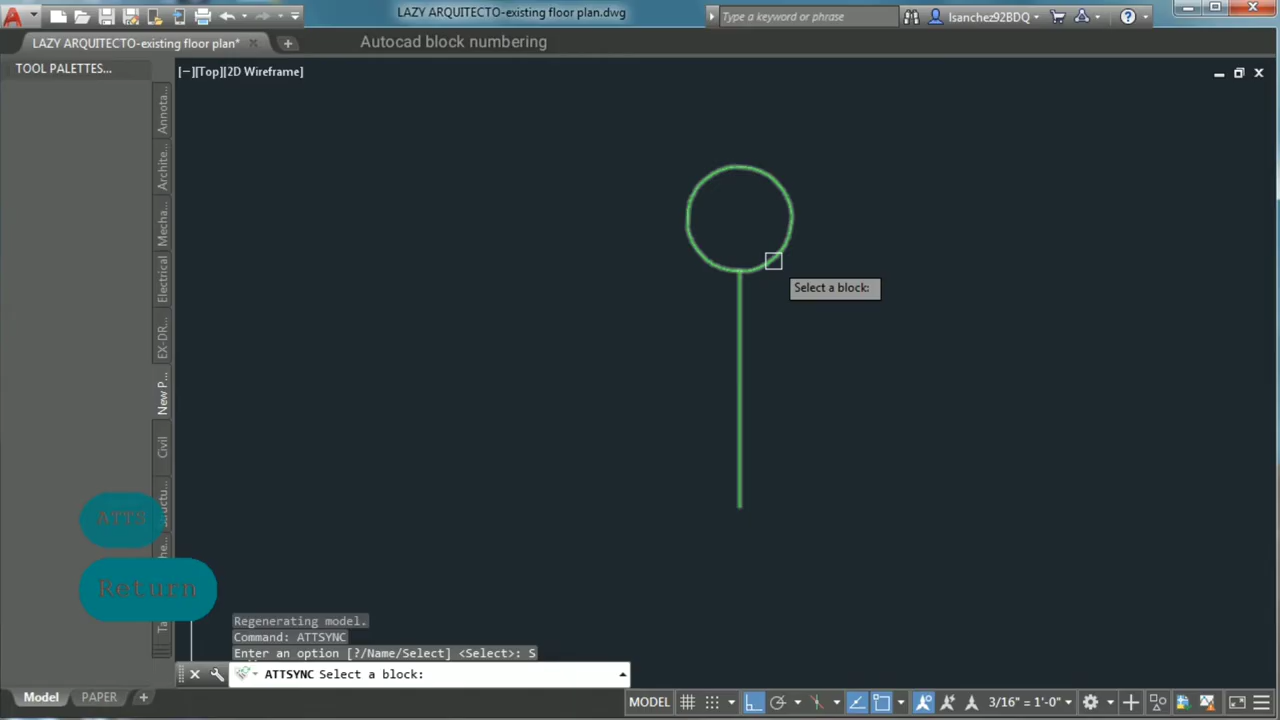 LAZY ARQUITECTO-existing floor plan.dwg
Type a keyword or phrase
lsanchez92BDQ
LAZY ARQUITECTO-existing floor plan*
Autocad block numbering
TOOL PALETTES...
[−][Top][2D Wireframe]
Annota...
Archite...
Mecha...
Electrical
EX-DR...
New P...
Civil
Structu...
Select a block:
ATTS
Return
Regenerating model.
Command: ATTSYNC
Enter an option [?/Name/Select] <Select>: S
ATTSYNC Select a block:
Model
PAPER
MODEL
3/16" = 1'-0"